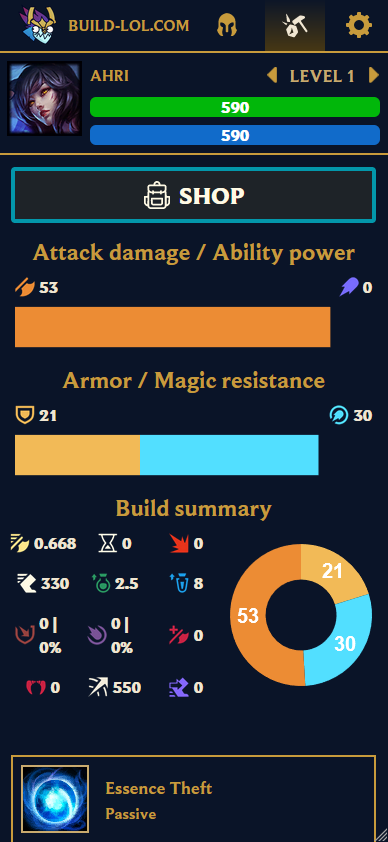 BUILD-LOL.COM
AHRI
LEVEL 1
590
590
SHOP
Attack damage / Ability power
53
0
Armor / Magic resistance
21
30
Build summary
0.668
0
0
330
2.5
8
0 |
0%
0 |
0%
0
0
550
0
21
53
30
Essence Theft
Passive